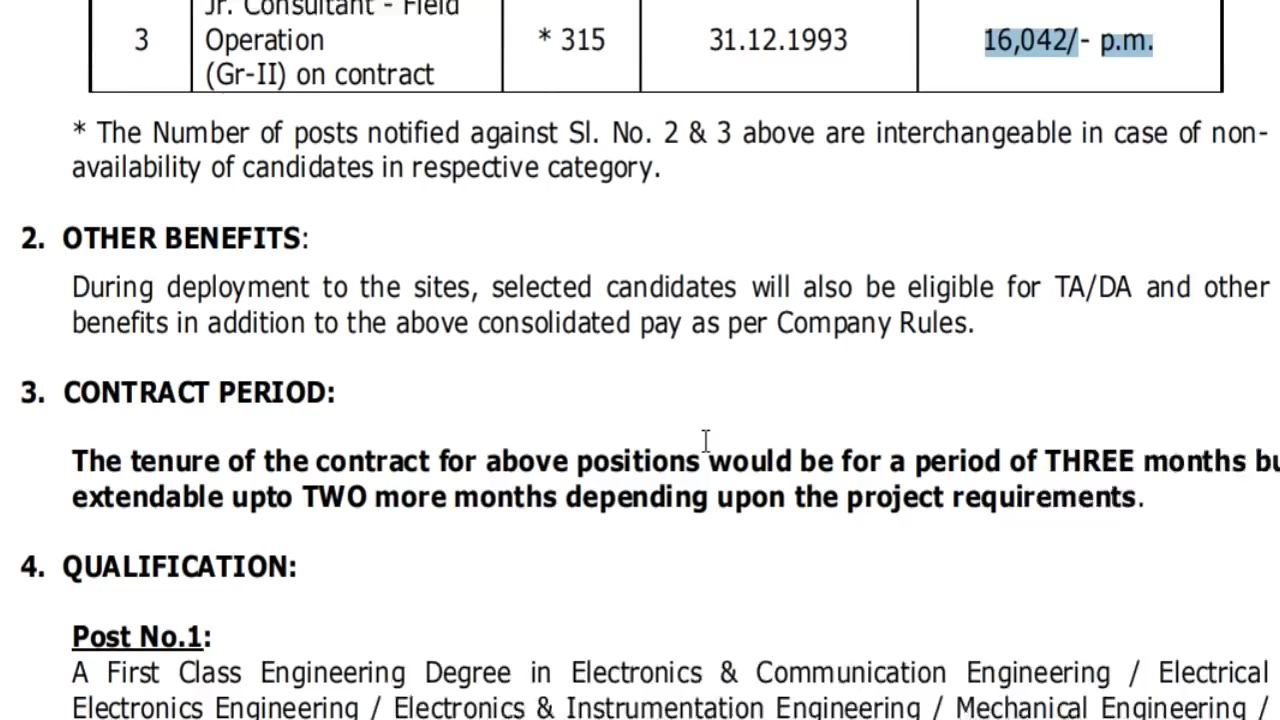 Jr. Consultant - Field
3 Operation * 315 31.12.1993 16,042/- p.m.
(Gr-II) on contract
* The Number of posts notified against Sl. No. 2 & 3 above are interchangeable in case of non-
availability of candidates in respective category.
2. OTHER BENEFITS:
During deployment to the sites, selected candidates will also be eligible for TA/DA and other
benefits in addition to the above consolidated pay as per Company Rules.
3. CONTRACT PERIOD:
The tenure of the contract for above positions would be for a period of THREE months bu
extendable upto TWO more months depending upon the project requirements.
4. QUALIFICATION:
Post No.1:
A First Class Engineering Degree in Electronics & Communication Engineering / Electrical
Electronics Engineering / Electronics & Instrumentation Engineering / Mechanical Engineering /